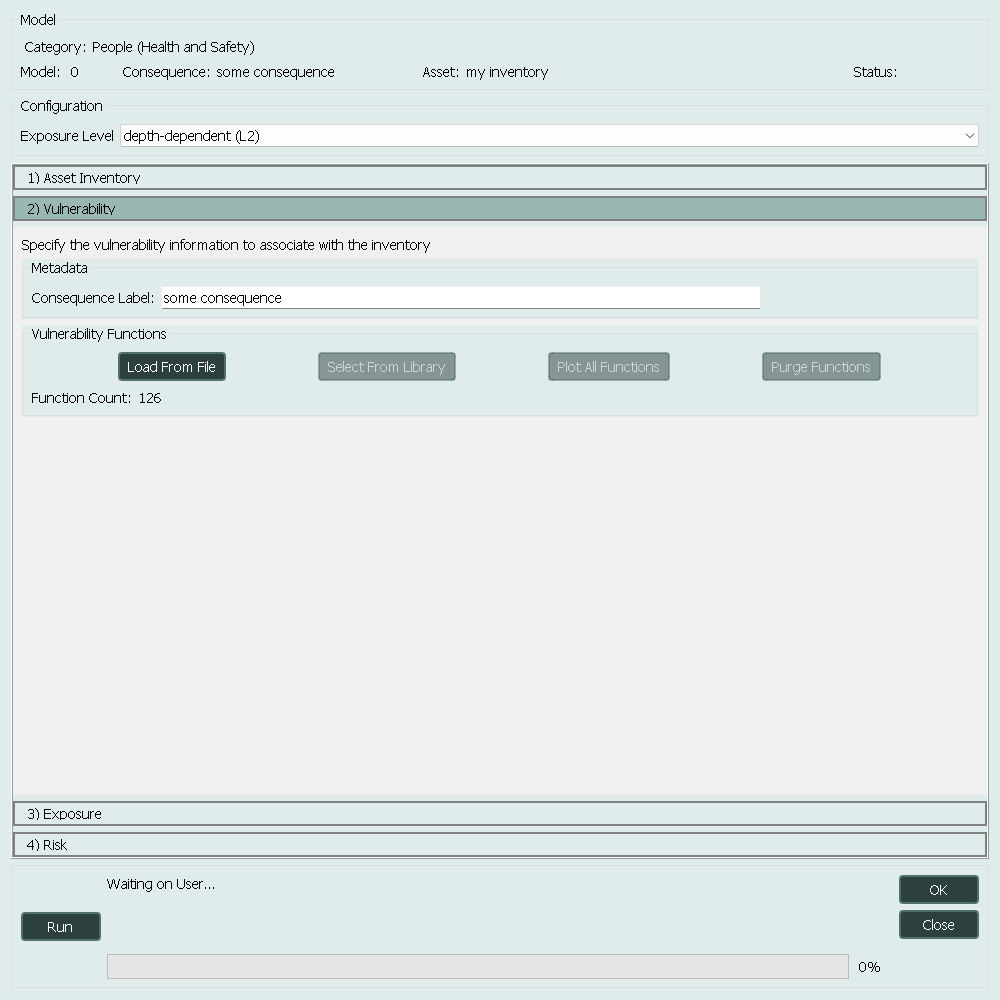 Model
Category: People (Health and Safety)
Model: 0 Consequence: some consequence Asset: my inventory Status:
Configuration
Exposure Level depth-dependent (L2)
1) Asset Inventory
2) Vulnerability
Specify the vulnerability information to associate with the inventory
Metadata
Consequence Label: some consequence
Vulnerability Functions
Load From File Select From Library Plot All Functions Purge Functions
Function Count: 126
3) Exposure
4) Risk
Waiting on User...
OK
Run
Close
0%